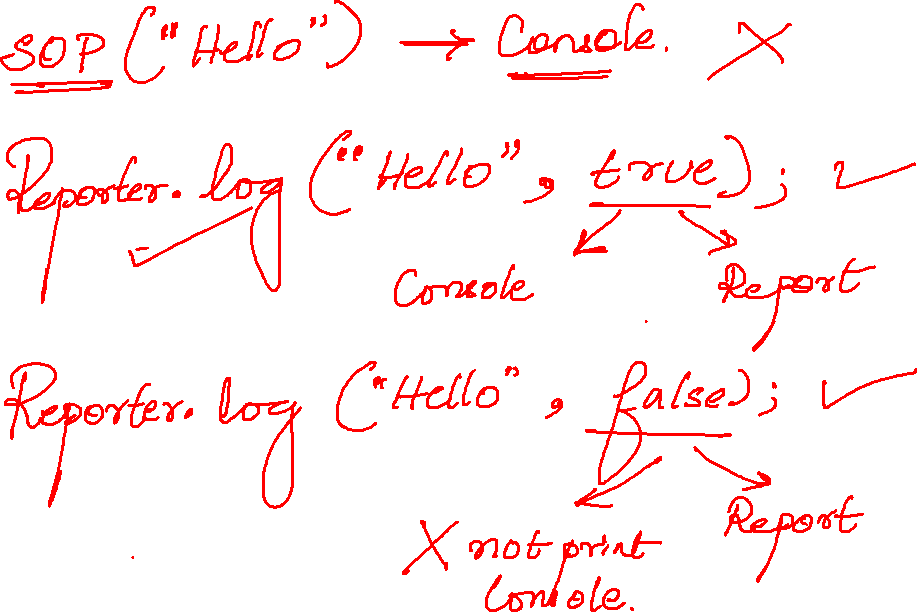 SOP ("Hello") → Console. X
Reporter.log ("Hello", true); ✓
Console Report
Reporter.log ("Hello", false); ✓
X not print Report
Console.